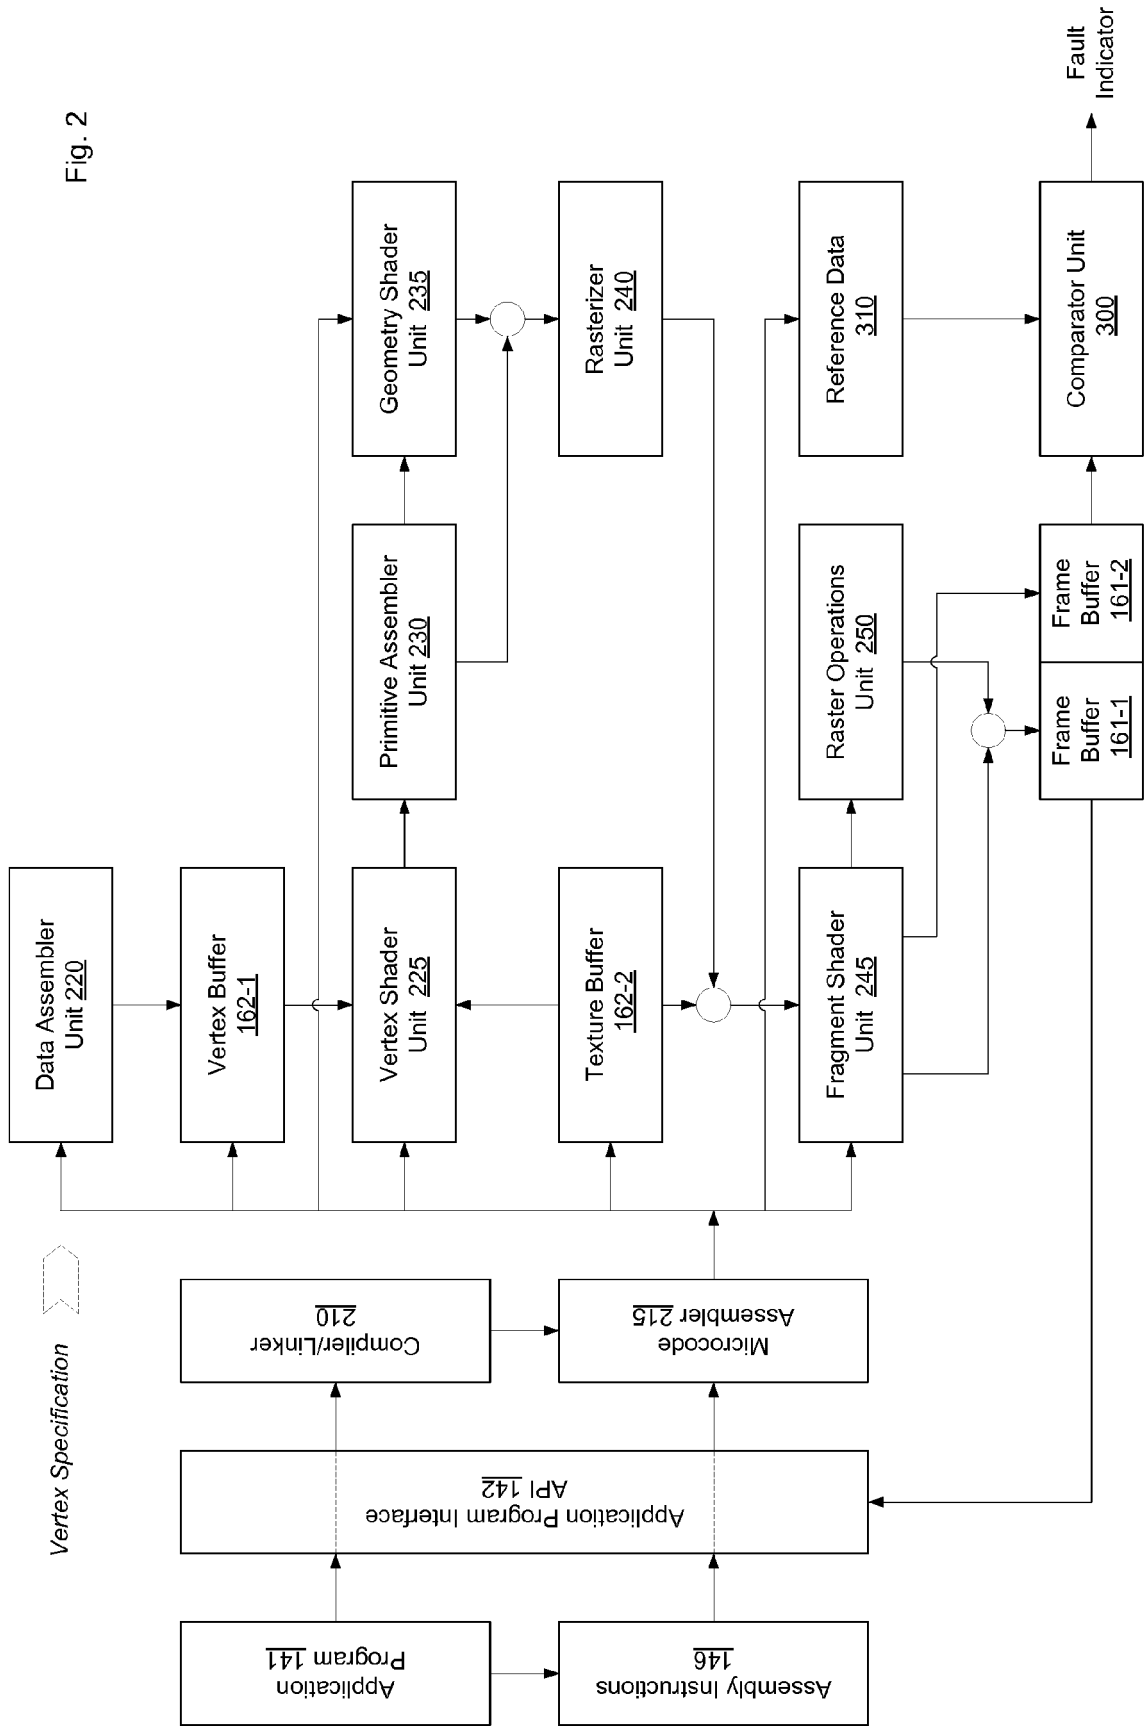 Fig. 2
Vertex Specification
Application
Program 141
Assembly Instructions
146
Application Program Interface
API 142
Compiler/Linker
210
Microcode
Assembler 215
Data Assembler
Unit 220
Vertex Buffer
162-1
Vertex Shader
Unit 225
Texture Buffer
162-2
Fragment Shader
Unit 245
Primitive Assembler
Unit 230
Raster Operations
Unit 250
Frame
Buffer
161-1
Frame
Buffer
161-2
Geometry Shader
Unit 235
Rasterizer
Unit 240
Reference Data
310
Comparator Unit
300
Fault
Indicator